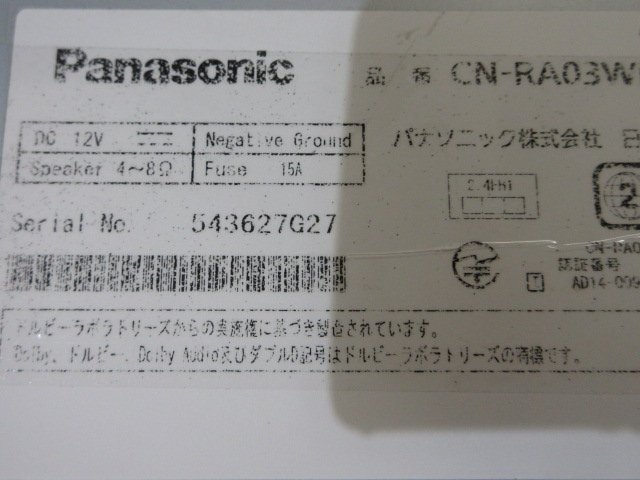 Panasonic 品番 CN-RA03W
DC 12V Negative Ground
Speaker 4~8Ω Fuse 15A
パナソニック株式会社
2.4FH1
Serial No. 543627G27
2
CN-RA0
認証番号
AD14-009
ドルビーラボラトリーズからの実施権に基づき製造されています。
Dolby、ドルビー、Dolby Audio及びダブルD記号はドルビーラボラトリーズの商標です。